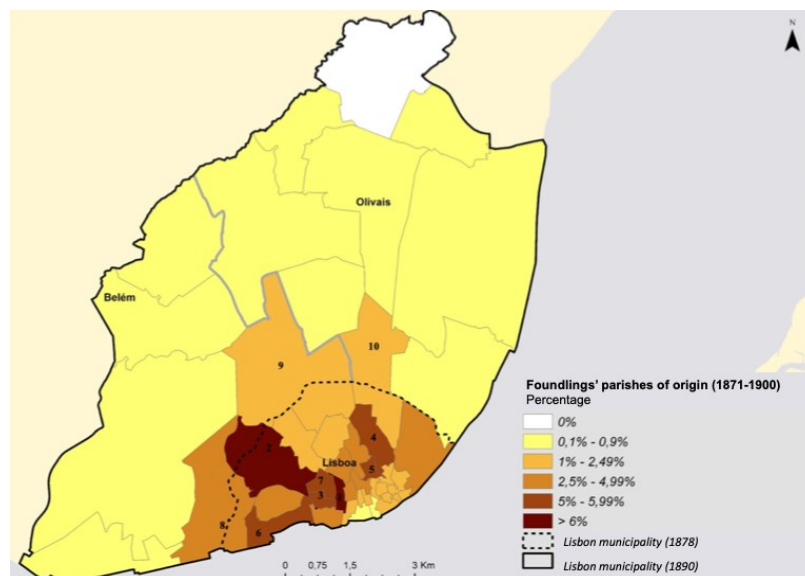 N
Olivais
Belém
10
9
4
2
Lisboa
5
7
3
8
6
Foundlings' parishes of origin (1871-1900)
Percentage
0%
0,1% - 0,9%
1% - 2,49%
2,5% - 4,99%
5% - 5,99%
> 6%
Lisbon municipality (1878)
Lisbon municipality (1890)
0 0,75 1,5 3 Km